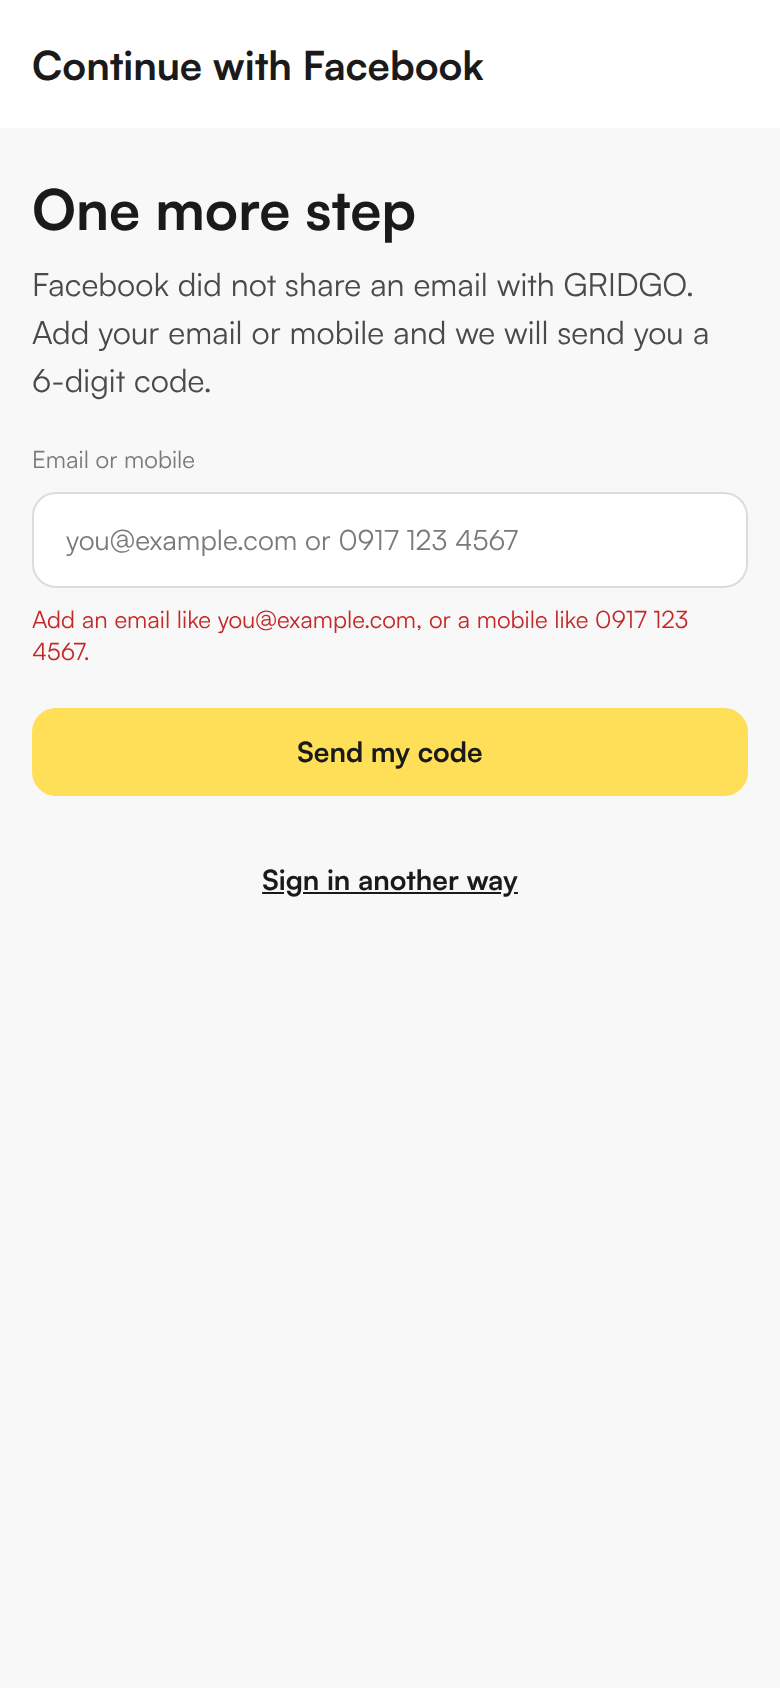 Continue with Facebook
One more step
Facebook did not share an email with GRIDGO.
Add your email or mobile and we will send you a
6-digit code.
Email or mobile
you@example.com or 0917 123 4567
Add an email like you@example.com, or a mobile like 0917 123
4567.
Send my code
Sign in another way